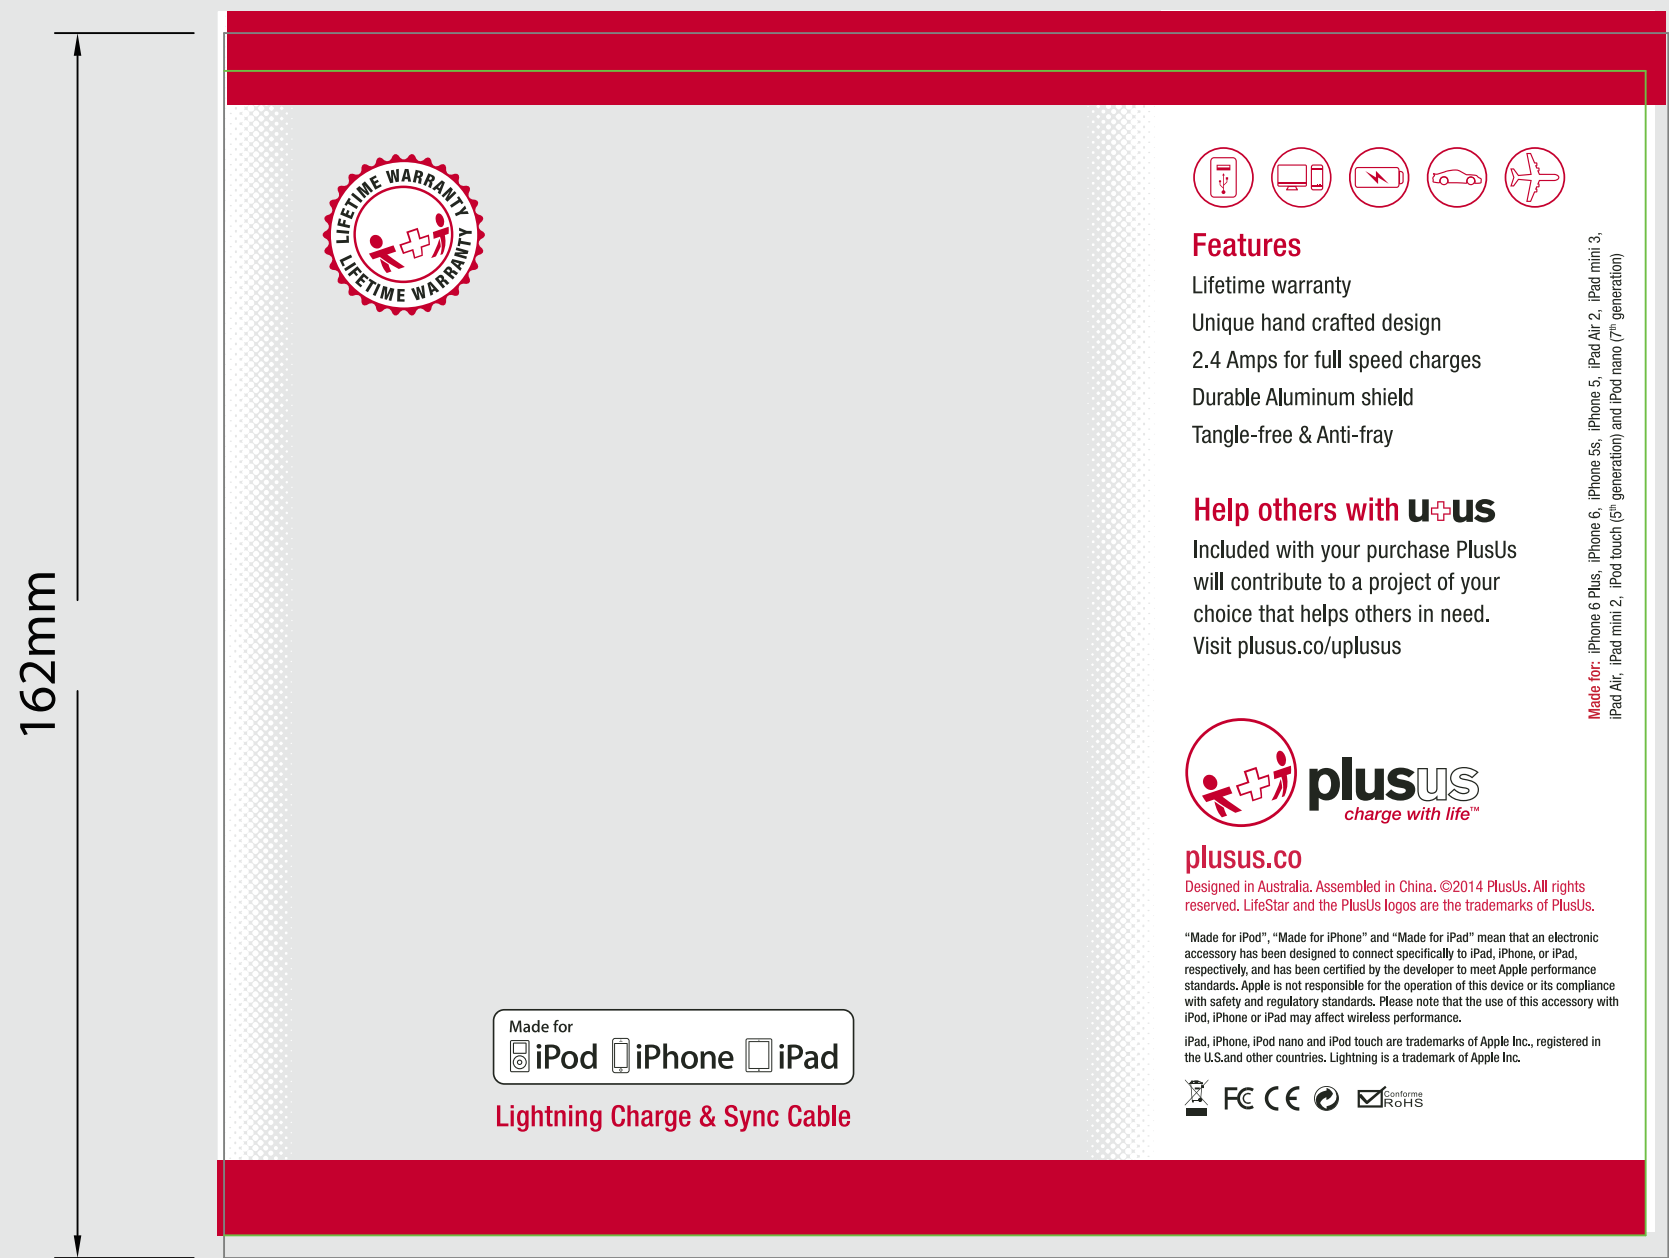 162mm
LIFETIME WARRANTY
LIFETIME WARRANTY
Made for
iPod iPhone iPad
Lightning Charge & Sync Cable
Features
Lifetime warranty
Unique hand crafted design
2.4 Amps for full speed charges
Durable Aluminum shield
Tangle-free & Anti-fray
Help others with u+us
Included with your purchase PlusUs
will contribute to a project of your
choice that helps others in need.
Visit plusus.co/uplusus
Made for: iPhone 6 Plus, iPhone 6, iPhone 5s, iPhone 5, iPad Air 2, iPad mini 3,
iPad Air, iPad mini 2, iPod touch (5th generation) and iPod nano (7th generation)
plusus
charge with life™
plusus.co
Designed in Australia. Assembled in China. ©2014 PlusUs. All rights
reserved. LifeStar and the PlusUs logos are the trademarks of PlusUs.
“Made for iPod”, “Made for iPhone” and “Made for iPad” mean that an electronic
accessory has been designed to connect specifically to iPad, iPhone, or iPad,
respectively, and has been certified by the developer to meet Apple performance
standards. Apple is not responsible for the operation of this device or its compliance
with safety and regulatory standards. Please note that the use of this accessory with
iPod, iPhone or iPad may affect wireless performance.
iPad, iPhone, iPod nano and iPod touch are trademarks of Apple Inc., registered in
the U.S.and other countries. Lightning is a trademark of Apple Inc.
FC CE Conforme
RoHS